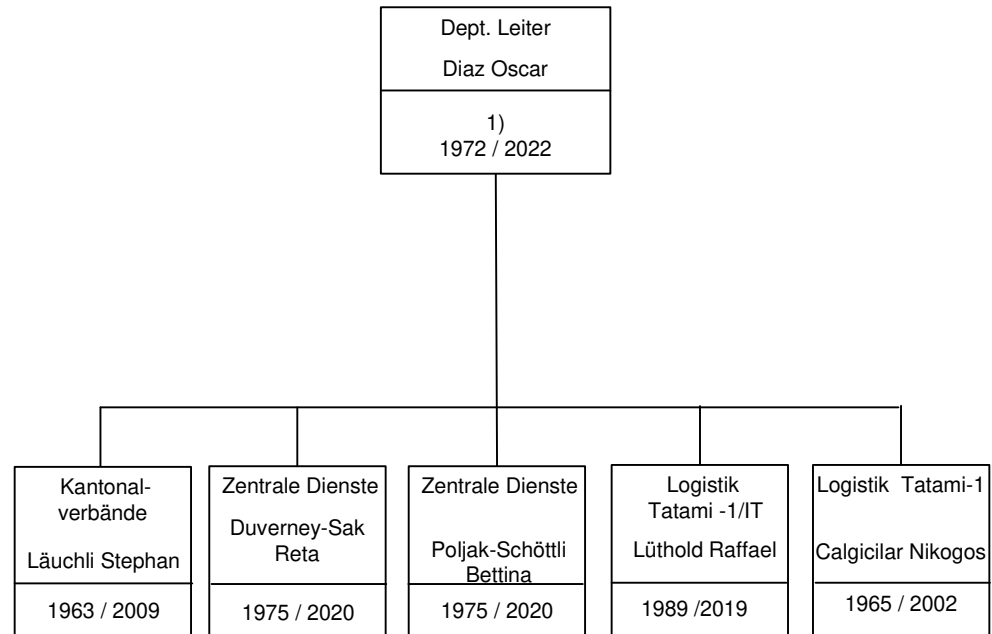 Dept. Leiter
Diaz Oscar
1)
1972 / 2022
Kantonal-
verbände
Läuchli Stephan
1963 / 2009
Zentrale Dienste
Duverney-Sak
Reta
1975 / 2020
Zentrale Dienste
Poljak-Schöttli
Bettina
1975 / 2020
Logistik
Tatami -1/IT
Lüthold Raffael
1989 /2019
Logistik  Tatami-1
Calgicilar Nikogos
1965 / 2002